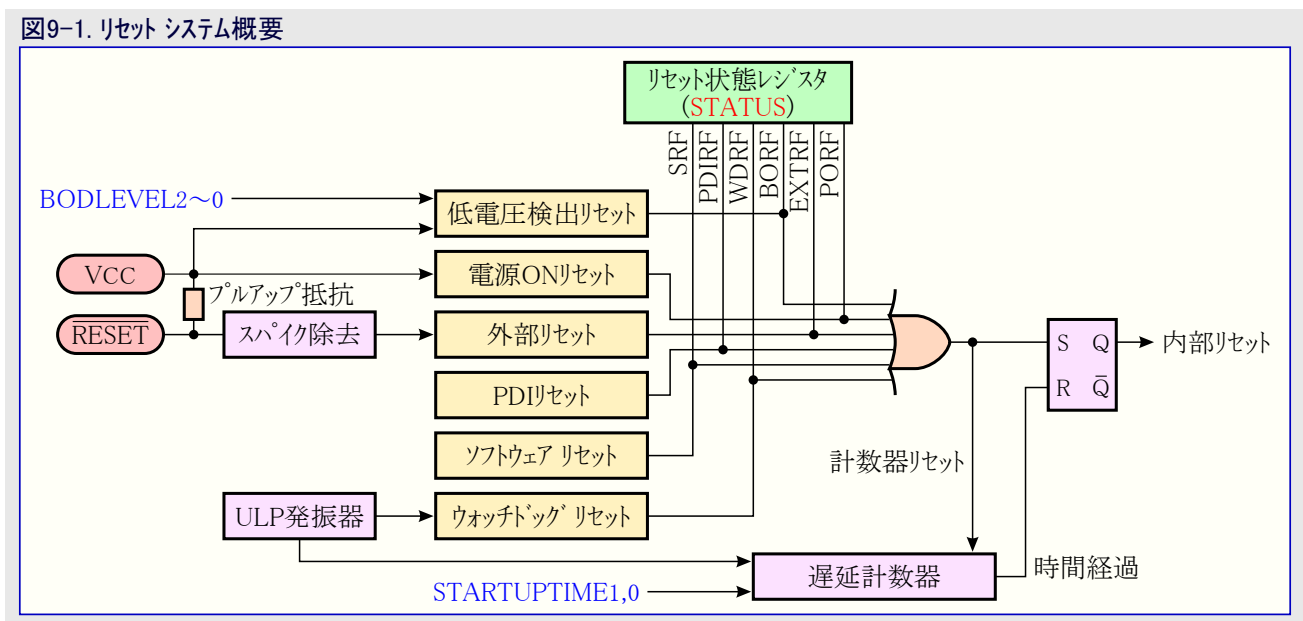 図9-1. リセット システム概要
リセット状態レジスタ
(STATUS)
SRF
PDIRF
WDRF
BORF
EXTRF
PORF
BODLEVEL2～0
低電圧検出リセット
VCC
電源ONリセット
プルアップ抵抗
RESET
スパイク除去
外部リセット
S Q
内部リセット
R Q̄
PDIリセット
ソフトウェア リセット
計数器リセット
ULP発振器
ウォッチドッグ リセット
遅延計数器
時間経過
STARTUPTIME1,0